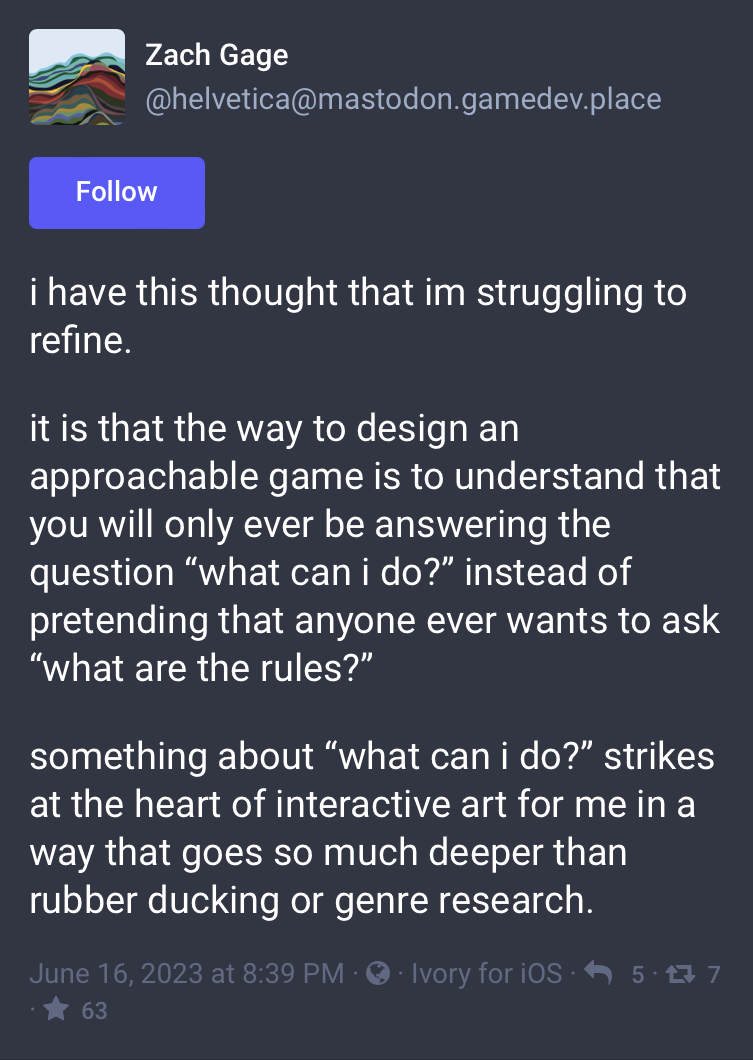 Zach Gage
@helvetica@mastodon.gamedev.place
Follow
i have this thought that im struggling to
refine.
it is that the way to design an
approachable game is to understand that
you will only ever be answering the
question “what can i do?” instead of
pretending that anyone ever wants to ask
“what are the rules?”
something about “what can i do?” strikes
at the heart of interactive art for me in a
way that goes so much deeper than
rubber ducking or genre research.
June 16, 2023 at 8:39 PM · · Ivory for iOS · 5 · 7
· 63